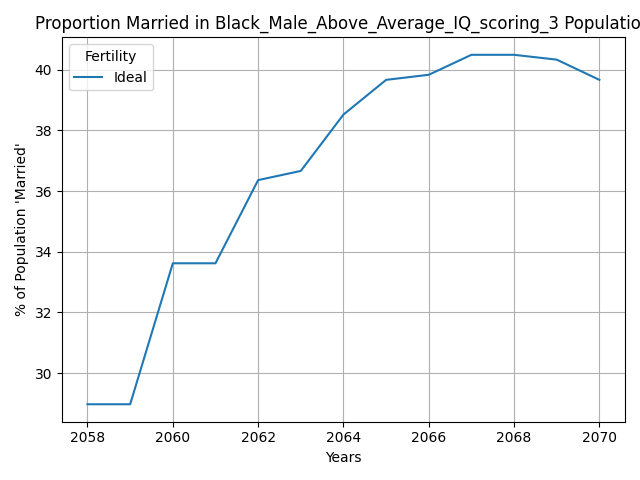 Proportion Married in Black_Male_Above_Average_IQ_scoring_3 Populatio
Fertility
Ideal
% of Population 'Married'
40
38
36
34
32
30
2058 2060 2062 2064 2066 2068 2070
Years